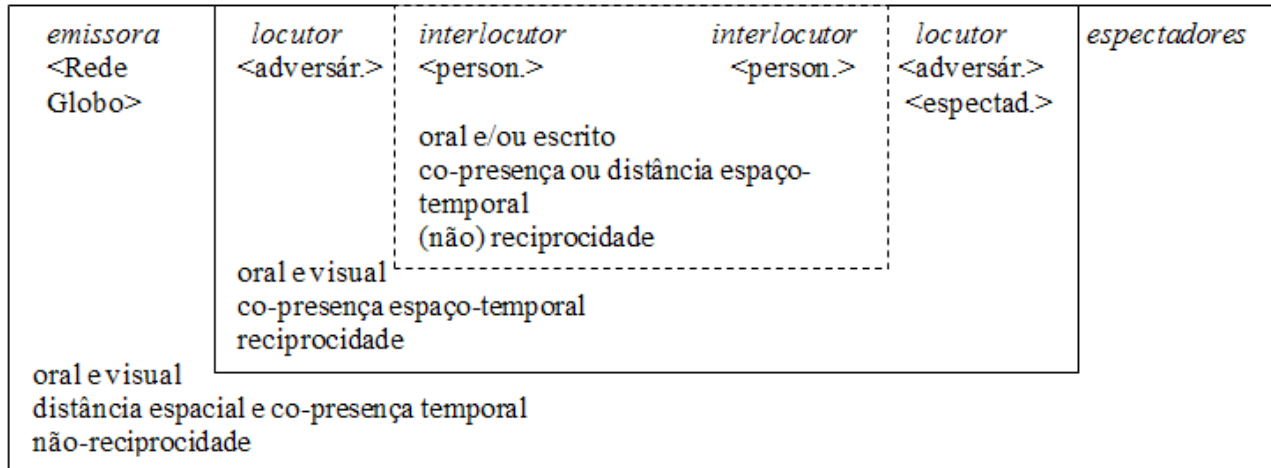 emissora locutor interlocutor interlocutor locutor espectadores
<Rede <adversár.> <person.> <person.> <adversár.>
Globo> <espectad.>
oral e/ou escrito
co-presença ou distância espaço-
temporal
(não) reciprocidade
oral e visual
co-presença espaço-temporal
reciprocidade
oral e visual
distância espacial e co-presença temporal
não-reciprocidade